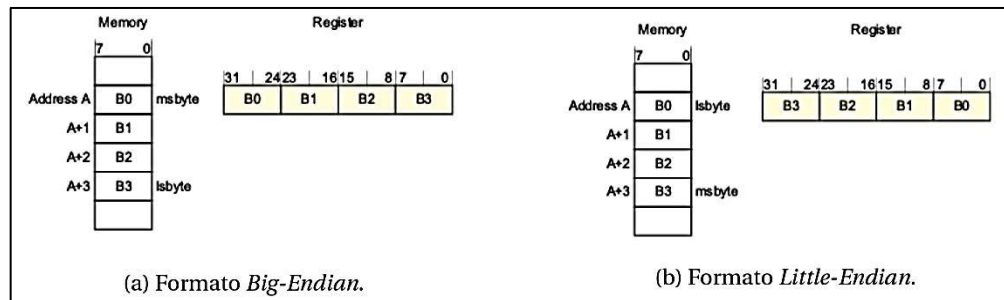 Memory
Register
7 0
31 24 23 16 15 8 7 0
Address A B0 msbyte B0 B1 B2 B3
A+1 B1
A+2 B2
A+3 B3 lsbyte
(a) Formato Big-Endian.
Memory
Register
7 0
31 24 23 16 15 8 7 0
Address A B0 lsbyte B3 B2 B1 B0
A+1 B1
A+2 B2
A+3 B3 msbyte
(b) Formato Little-Endian.